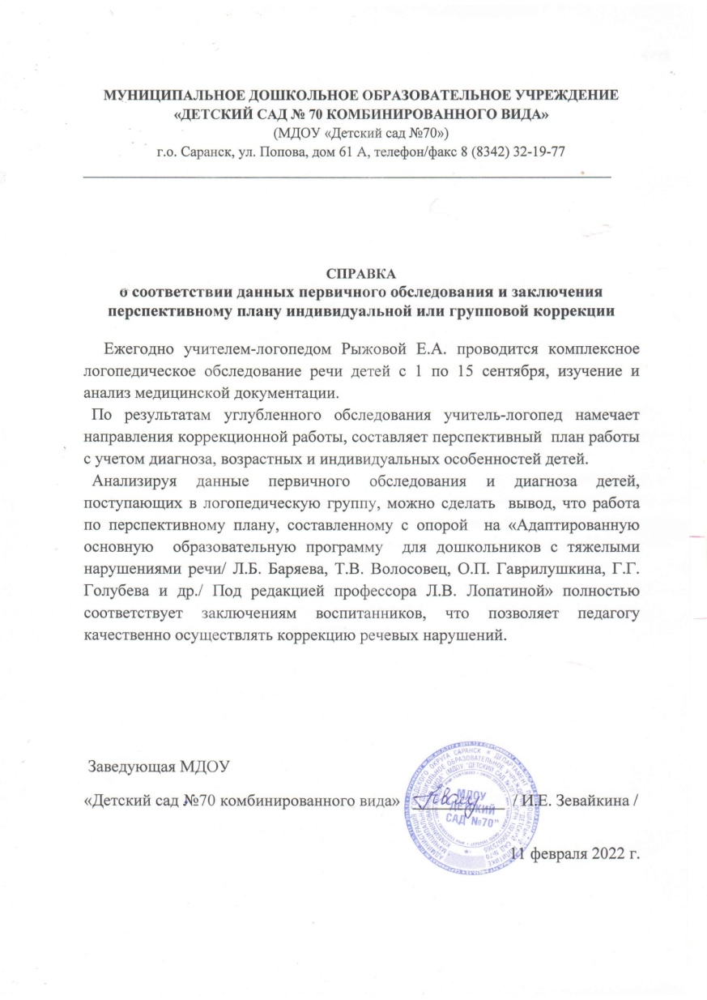 МУНИЦИПАЛЬНОЕ ДОШКОЛЬНОЕ ОБРАЗОВАТЕЛЬНОЕ УЧРЕЖДЕНИЕ
«ДЕТСКИЙ САД № 70 КОМБИНИРОВАННОГО ВИДА»
(МДОУ «Детский сад №70»)
г.о. Саранск, ул. Попова, дом 61 А, телефон/факс 8 (8342) 32-19-77
СПРАВКА
о соответствии данных первичного обследования и заключения
перспективному плану индивидуальной или групповой коррекции
Ежегодно учителем-логопедом Рыжовой Е.А. проводится комплексное
логопедическое обследование речи детей с 1 по 15 сентября, изучение и
анализ медицинской документации.
По результатам углубленного обследования учитель-логопед намечает
направления коррекционной работы, составляет перспективный план работы
с учетом диагноза, возрастных и индивидуальных особенностей детей.
Анализируя данные первичного обследования и диагноза детей,
поступающих в логопедическую группу, можно сделать вывод, что работа
по перспективному плану, составленному с опорой на «Адаптированную
основную образовательную программу для дошкольников с тяжелыми
нарушениями речи/ Л.Б. Баряева, Т.В. Волосовец, О.П. Гаврилушкина, Г.Г.
Голубева и др./ Под редакцией профессора Л.В. Лопатиной» полностью
соответствует заключениям воспитанников, что позволяет педагогу
качественно осуществлять коррекцию речевых нарушений.
Заведующая МДОУ
«Детский сад №70 комбинированного вида» / И.Е. Зевайкина /
МДОУ
"ДЕТСКИЙ
САД №70"
11 февраля 2022 г.